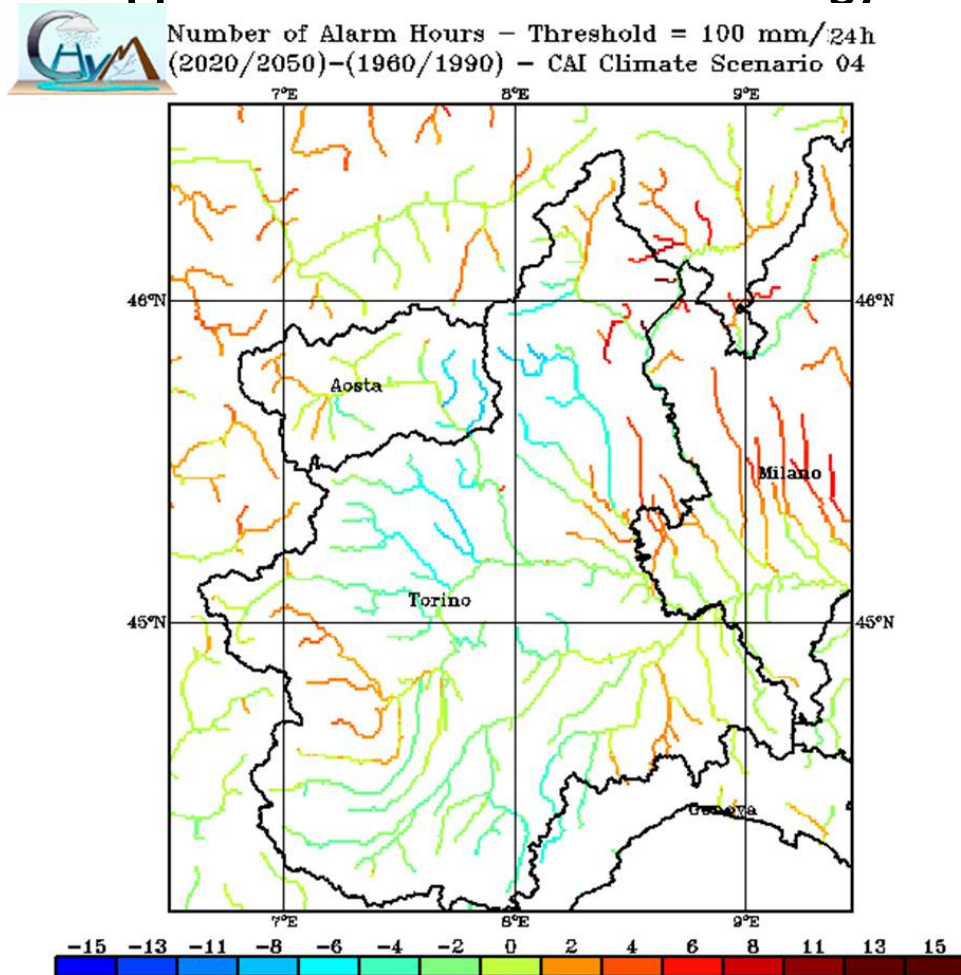 CHyM
Number of Alarm Hours – Threshold = 100 mm/24h
(2020/2050)-(1960/1990) – CAI Climate Scenario 04
7°E 8°E 9°E
46°N 46°N
Aosta
Milano
Torino
45°N 45°N
Genova
7°E 8°E 9°E
-15 -13 -11 -8 -6 -4 -2 0 2 4 6 8 11 13 15